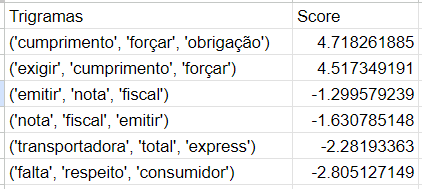 Trigramas Score
('cumprimento', 'forçar', 'obrigação') 4.718261885
('exigir', 'cumprimento', 'forçar') 4.517349191
('emitir', 'nota', 'fiscal') -1.299579239
('nota', 'fiscal', 'emitir') -1.630785148
('transportadora', 'total', 'express') -2.28193363
('falta', 'respeito', 'consumidor') -2.805127149